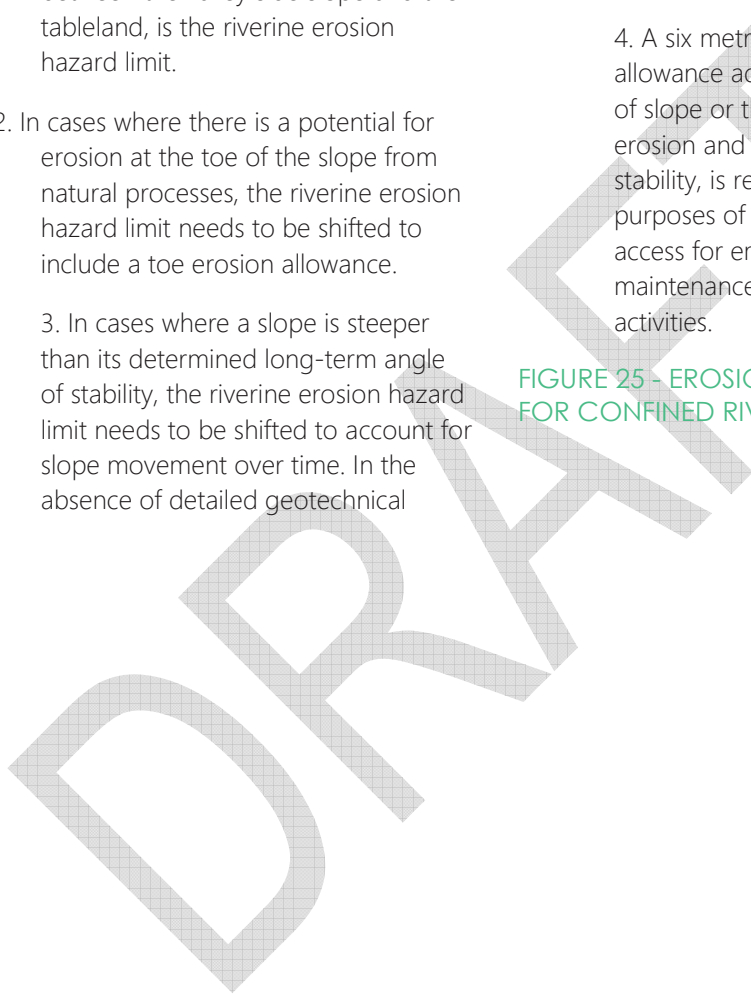 tableland, is the riverine erosion
hazard limit.
2. In cases where there is a potential for
erosion at the toe of the slope from
natural processes, the riverine erosion
hazard limit needs to be shifted to
include a toe erosion allowance.
3. In cases where a slope is steeper
than its determined long-term angle
of stability, the riverine erosion hazard
limit needs to be shifted to account for
slope movement over time. In the
absence of detailed geotechnical
4. A six metr
allowance a
of slope or t
erosion and
stability, is re
purposes of
access for e
maintenance
activities.
FIGURE 25 - EROSI
FOR CONFINED RI
DRAFT